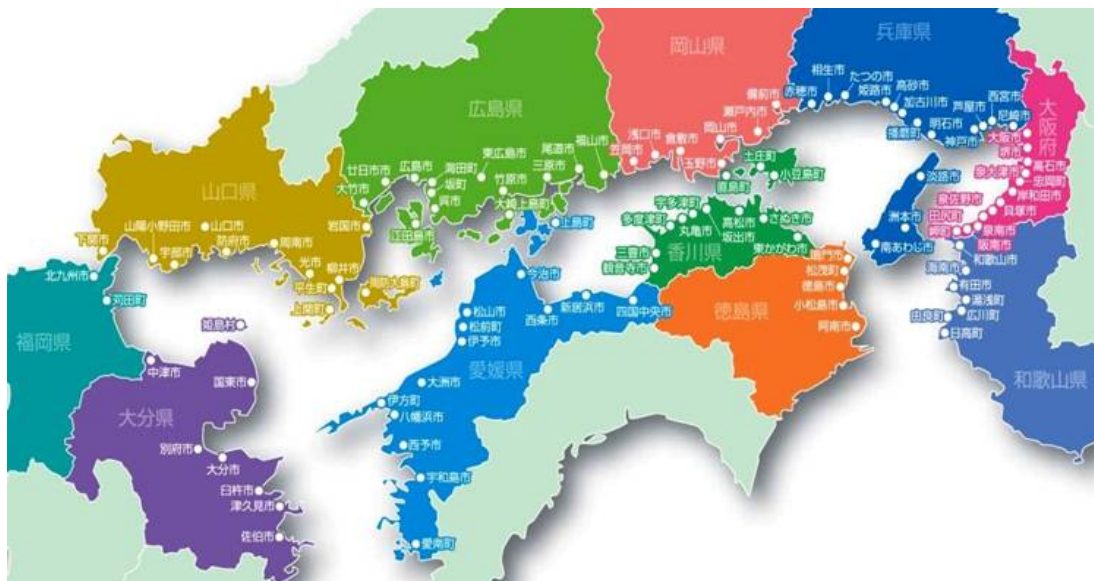 兵庫県
岡山県
広島県
大阪府
山口県
香川県
徳島県
愛媛県
福岡県
大分県
和歌山県
相生市
たつの市
赤穂市
姫路市
高砂市
加古川市
播磨町
明石市
神戸市
芦屋市
西宮市
尼崎市
大阪市
堺市
高石市
泉大津市
忠岡町
岸和田市
貝塚市
泉佐野市
田尻町
泉南市
阪南市
岬町
淡路市
洲本市
南あわじ市
和歌山市
海南市
有田市
湯浅町
広川町
由良町
日高町
備前市
瀬戸内市
岡山市
倉敷市
浅口市
笠岡市
玉野市
福山市
尾道市
三原市
東広島市
竹原市
大崎上島町
海田町
坂町
呉市
広島市
廿日市市
大竹市
江田島市
岩国市
山陽小野田市
山口市
下関市
宇部市
防府市
周南市
光市
柳井市
平生町
上関町
周防大島町
土庄町
小豆島町
直島町
宇多津町
多度津町
丸亀市
高松市
坂出市
さぬき市
東かがわ市
三豊市
観音寺市
鳴門市
松茂町
徳島市
小松島市
阿南市
上島町
今治市
新居浜市
西条市
四国中央市
松山市
松前町
伊予市
大洲市
伊方町
八幡浜市
西予市
宇和島市
愛南町
北九州市
苅田町
姫島村
中津市
国東市
別府市
大分市
臼杵市
津久見市
佐伯市